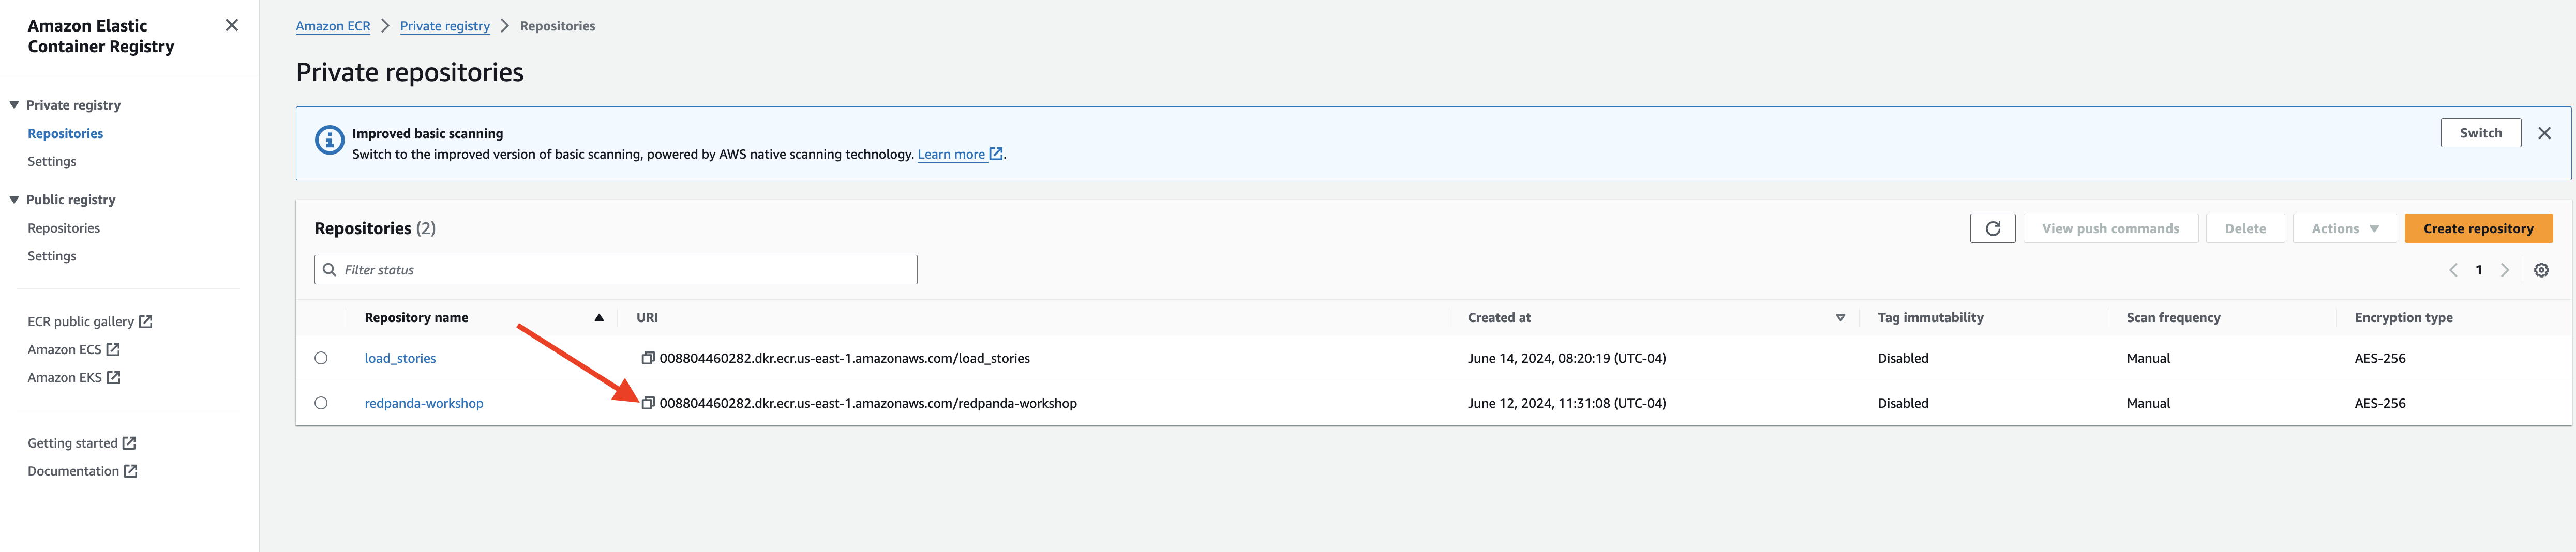 Amazon Elastic
Container Registry
Private registry
Repositories
Settings
Public registry
Repositories
Settings
ECR public gallery
Amazon ECS
Amazon EKS
Getting started
Documentation
Amazon ECR > Private registry > Repositories
Private repositories
Improved basic scanning
Switch to the improved version of basic scanning, powered by AWS native scanning technology. Learn more.
Switch
Repositories (2)
View push commands
Delete
Actions
Create repository
Filter status
1
Repository name URI Created at Tag immutability Scan frequency Encryption type
load_stories 008804460282.dkr.ecr.us-east-1.amazonaws.com/load_stories June 14, 2024, 08:20:19 (UTC-04) Disabled Manual AES-256
redpanda-workshop 008804460282.dkr.ecr.us-east-1.amazonaws.com/redpanda-workshop June 12, 2024, 11:31:08 (UTC-04) Disabled Manual AES-256